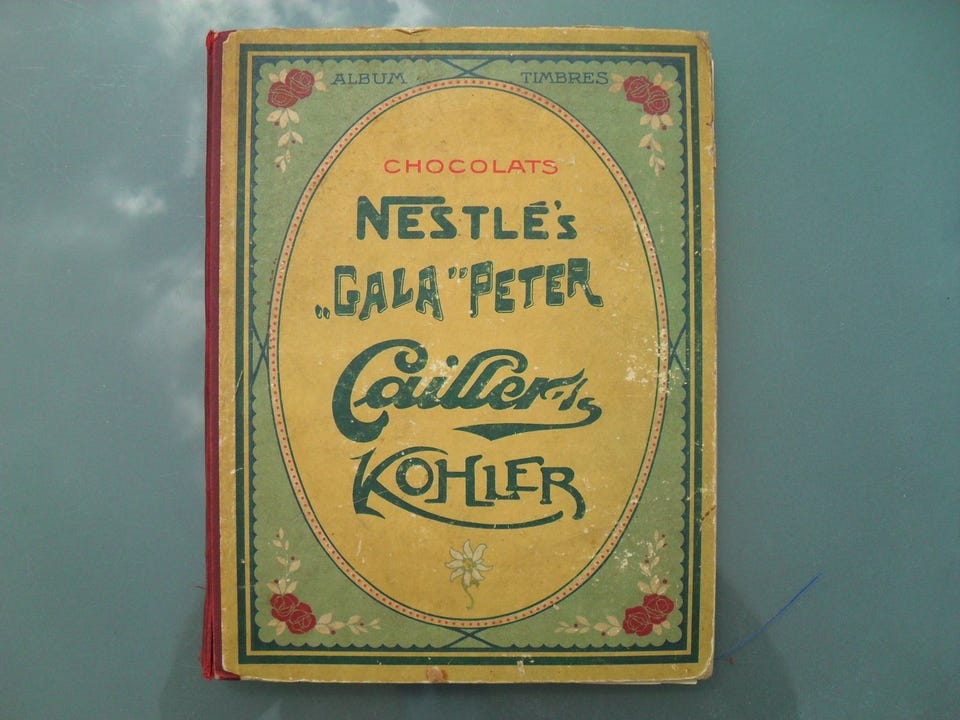 ALBUM TIMBRES
CHOCOLATS
NESTLÉ'S
„GALA" PETER
Cailler's
KOHLER